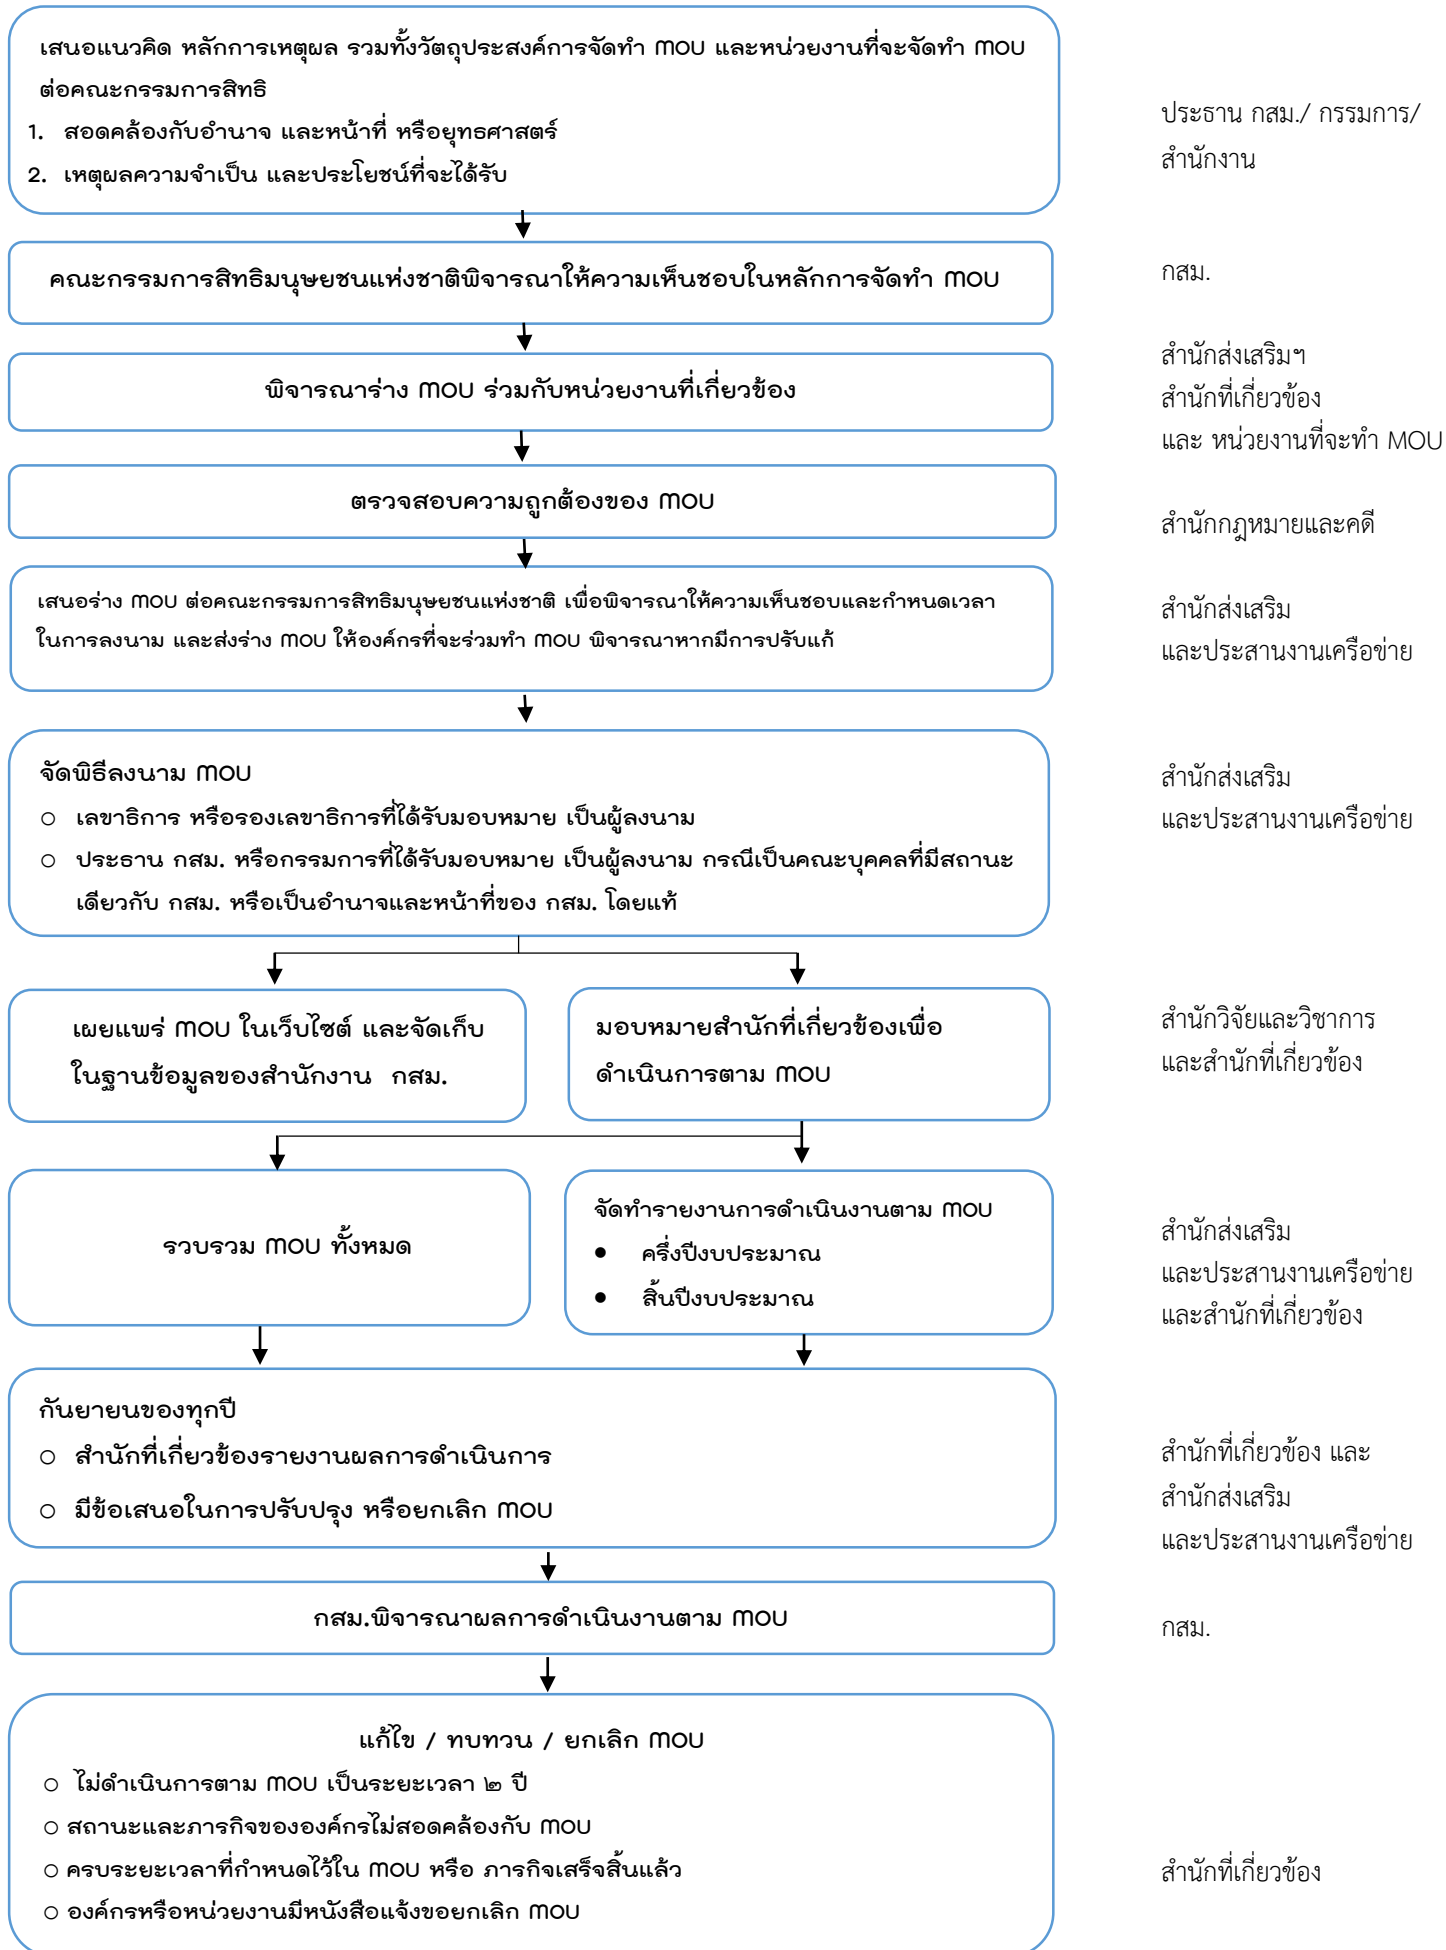 เสนอแนวคิด หลักการเหตุผล รวมทั้งวัตถุประสงค์การจัดทำ MOU และหน่วยงานที่จะจัดทำ MOU
ต่อคณะกรรมการสิทธิ
1. สอดคล้องกับอำนาจ และหน้าที่ หรือยุทธศาสตร์
2. เหตุผลความจำเป็น และประโยชน์ที่จะได้รับ
ประธาน กสม./ กรรมการ/
สำนักงาน
คณะกรรมการสิทธิมนุษยชนแห่งชาติพิจารณาให้ความเห็นชอบในหลักการจัดทำ MOU
กสม.
พิจารณาร่าง MOU ร่วมกับหน่วยงานที่เกี่ยวข้อง
สำนักส่งเสริมฯ
สำนักที่เกี่ยวข้อง
และ หน่วยงานที่จะทำ MOU
ตรวจสอบความถูกต้องของ MOU
สำนักกฎหมายและคดี
เสนอร่าง MOU ต่อคณะกรรมการสิทธิมนุษยชนแห่งชาติ เพื่อพิจารณาให้ความเห็นชอบและกำหนดเวลา
ในการลงนาม และส่งร่าง MOU ให้องค์กรที่จะร่วมทำ MOU พิจารณาหากมีการปรับแก้
สำนักส่งเสริม
และประสานงานเครือข่าย
จัดพิธีลงนาม MOU
○ เลขาธิการ หรือรองเลขาธิการที่ได้รับมอบหมาย เป็นผู้ลงนาม
○ ประธาน กสม. หรือกรรมการที่ได้รับมอบหมาย เป็นผู้ลงนาม กรณีเป็นคณะบุคคลที่มีสถานะ
เดียวกับ กสม. หรือเป็นอำนาจและหน้าที่ของ กสม. โดยแท้
สำนักส่งเสริม
และประสานงานเครือข่าย
เผยแพร่ MOU ในเว็บไซต์ และจัดเก็บ
ในฐานข้อมูลของสำนักงาน กสม.
มอบหมายสำนักที่เกี่ยวข้องเพื่อ
ดำเนินการตาม MOU
สำนักวิจัยและวิชาการ
และสำนักที่เกี่ยวข้อง
รวบรวม MOU ทั้งหมด
จัดทำรายงานการดำเนินงานตาม MOU
• ครึ่งปีงบประมาณ
• สิ้นปีงบประมาณ
สำนักส่งเสริม
และประสานงานเครือข่าย
และสำนักที่เกี่ยวข้อง
กันยายนของทุกปี
○ สำนักที่เกี่ยวข้องรายงานผลการดำเนินการ
○ มีข้อเสนอในการปรับปรุง หรือยกเลิก MOU
สำนักที่เกี่ยวข้อง และ
สำนักส่งเสริม
และประสานงานเครือข่าย
กสม.พิจารณาผลการดำเนินงานตาม MOU
กสม.
แก้ไข / ทบทวน / ยกเลิก MOU
○ ไม่ดำเนินการตาม MOU เป็นระยะเวลา ๒ ปี
○ สถานะและภารกิจขององค์กรไม่สอดคล้องกับ MOU
○ ครบระยะเวลาที่กำหนดไว้ใน MOU หรือ ภารกิจเสร็จสิ้นแล้ว
○ องค์กรหรือหน่วยงานมีหนังสือแจ้งขอยกเลิก MOU
สำนักที่เกี่ยวข้อง